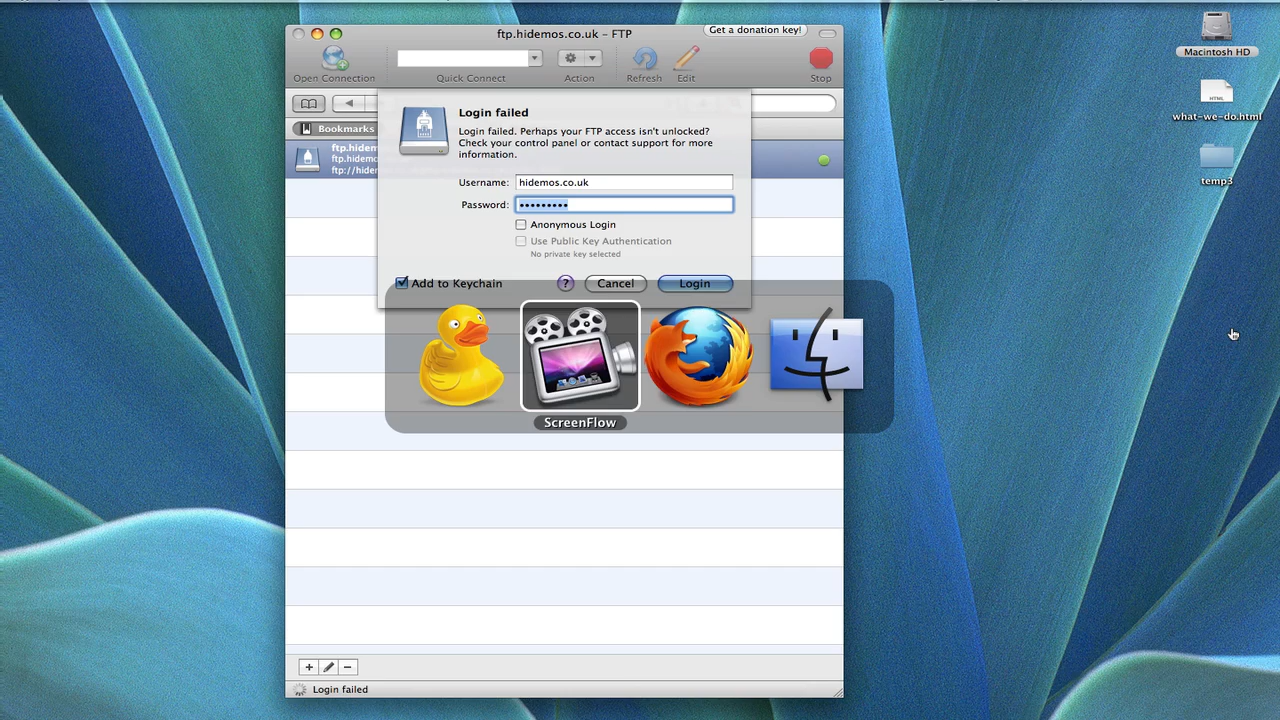 ftp.hidemos.co.uk – FTP
Get a donation key!
Open Connection
Quick Connect
Action
Refresh
Edit
Stop
Bookmarks
ftp.hidem
ftp.hidemo
ftp://hide
Login failed
Login failed. Perhaps your FTP access isn't unlocked?
Check your control panel or contact support for more
information.
Username: hidemos.co.uk
Password: •••••••••
Anonymous Login
Use Public Key Authentication
No private key selected
Add to Keychain
?
Cancel
Login
ScreenFlow
Login failed
Macintosh HD
HTML
what-we-do.html
temp3